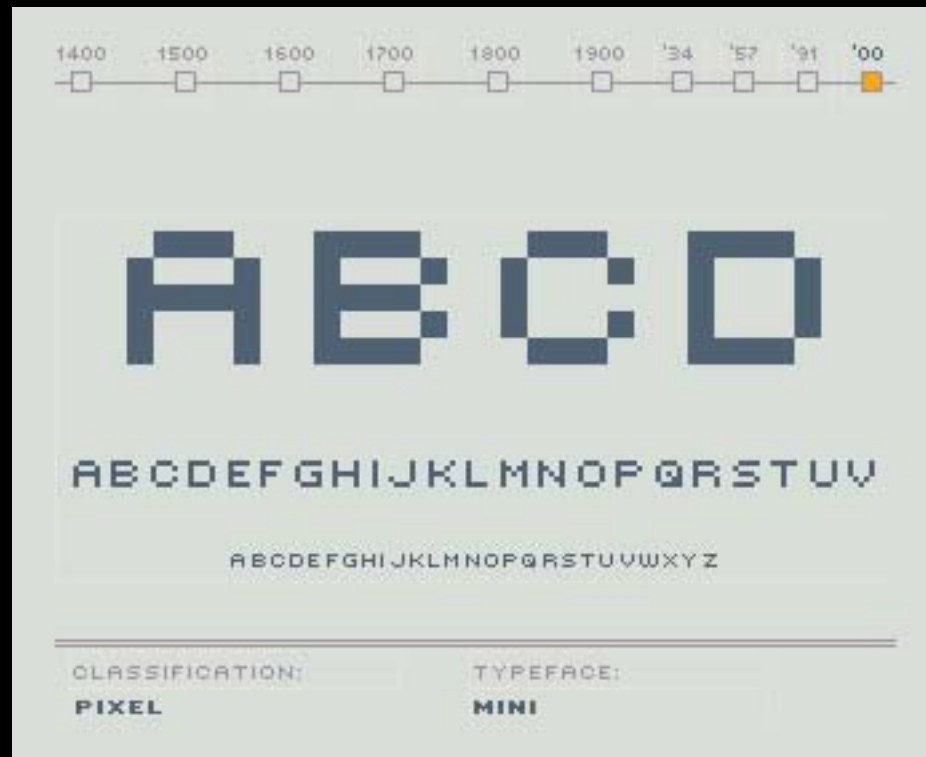 1400 1500 1600 1700 1800 1900 '34 '57 '91 '00
ABCD
ABCDEFGHIJKLMNOPQRSTUV
ABCDEFGHIJKLMNOPQRSTUVWXYZ
CLASSIFICATION: TYPEFACE:
PIXEL MINI